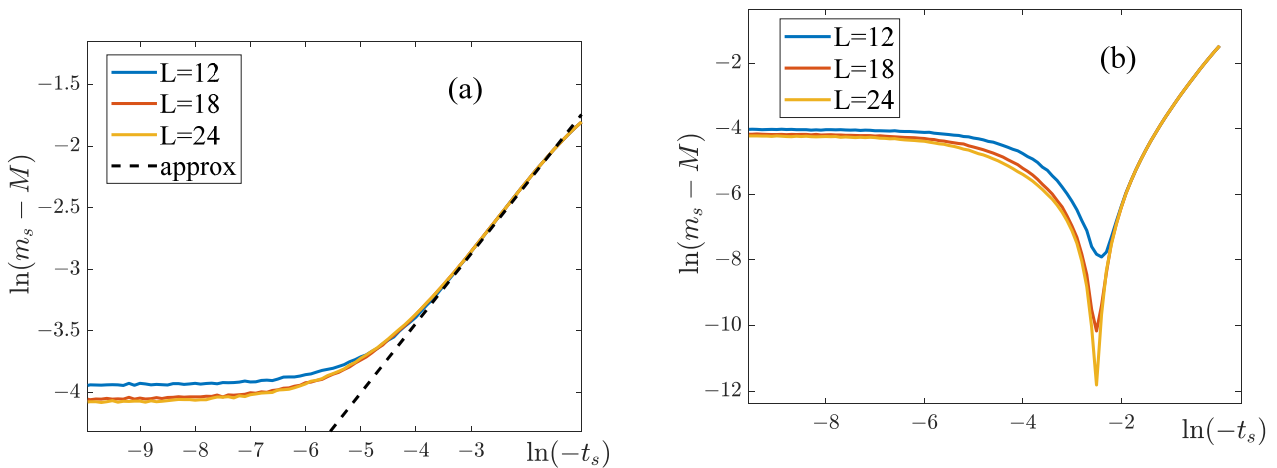 (a)
L=12
L=18
L=24
approx
ln(m_s − M)
−1.5
−2
−2.5
−3
−3.5
−4
−9 −8 −7 −6 −5 −4 −3 ln(−t_s)
(b)
L=12
L=18
L=24
ln(m_s − M)
−2
−4
−6
−8
−10
−12
−8 −6 −4 −2 ln(−t_s)